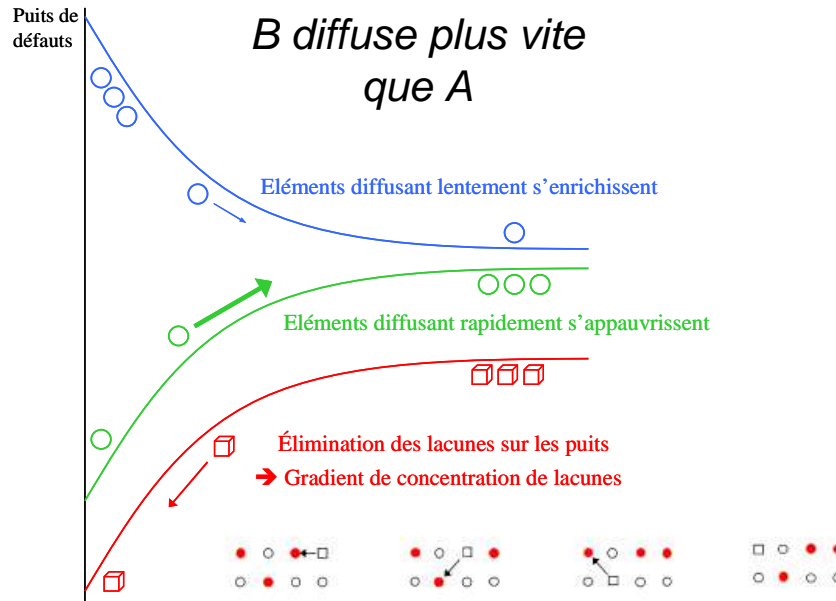 Puits de
défauts
B diffuse plus vite
que A
Eléments diffusant lentement s'enrichissent
Eléments diffusant rapidement s'appauvrissent
Élimination des lacunes sur les puits
➔ Gradient de concentration de lacunes